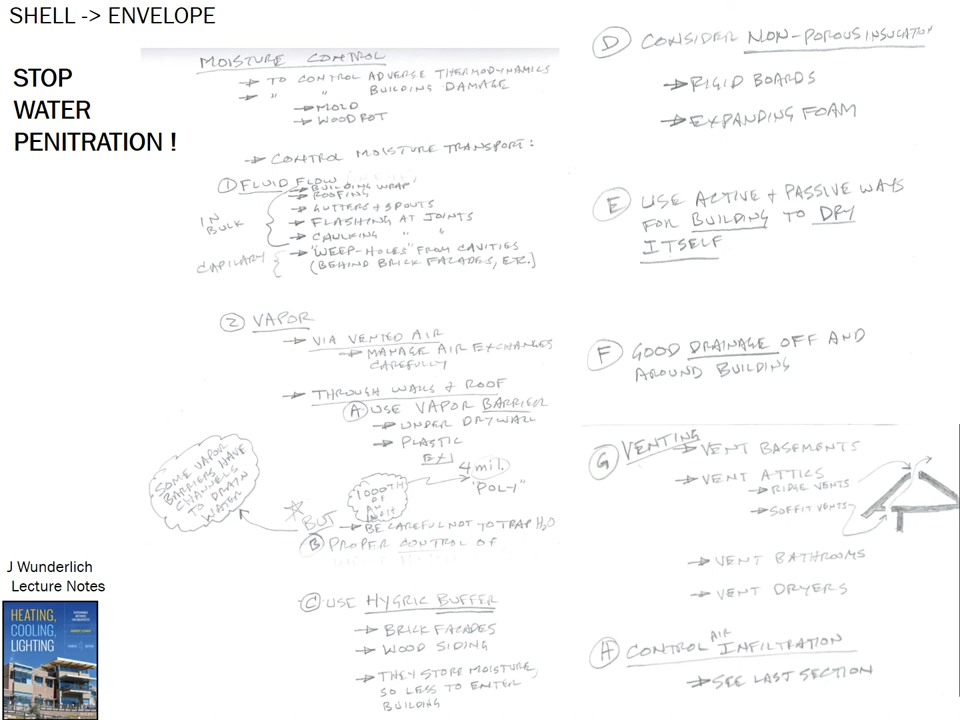 SHELL -> ENVELOPE
STOP
WATER
PENITRATION !
MOISTURE CONTROL
→ TO CONTROL ADVERSE THERMODYNAMICS
→ " " BUILDING DAMAGE
→ MOLD
→ WOOD ROT
→ CONTROL MOISTURE TRANSPORT:
① FLUID FLOW
IN BULK
→ BUILDING WRAP
→ ROOFING
→ GUTTERS & SPOUTS
→ FLASHING AT JOINTS
→ CAULKING " "
CAPILARY
→ "WEEP-HOLES" FROM CAVITIES
(BEHIND BRICK FACADES, ETC.)
② VAPOR
→ VIA VENTED AIR
→ MANAGE AIR EXCHANGES
CAREFULLY
→ THROUGH WALLS & ROOF
Ⓐ USE VAPOR BARRIER
→ UNDER DRYWALL
→ PLASTIC
EX)
4 mil.
"POLY"
1000TH
OF
AN
INCH
SOME VAPOR
BARRIERS HAVE
CHANNELS
TO DRAIN
WATER
BUT → BE CAREFUL NOT TO TRAP H2O
Ⓑ PROPER CONTROL OF
Ⓒ USE HYGRIC BUFFER
→ BRICK FACADES
→ WOOD SIDING
→ THEY STORE MOISTURE,
SO LESS TO ENTER
BUILDING
Ⓓ CONSIDER NON-POROUS INSULATION
→ RIGID BOARDS
→ EXPANDING FOAM
Ⓔ USE ACTIVE + PASSIVE WAYS
FOR BUILDING TO DRY
ITSELF
Ⓕ GOOD DRAINAGE OFF AND
AROUND BUILDING
Ⓖ VENTING → VENT BASEMENTS
→ VENT ATTICS
→ RIDGE VENTS
→ SOFFIT VENTS
→ VENT BATHROOMS
→ VENT DRYERS
Ⓗ CONTROL AIR INFILTRATION
→ SEE LAST SECTION
J Wunderlich
Lecture Notes
HEATING,
COOLING,
LIGHTING